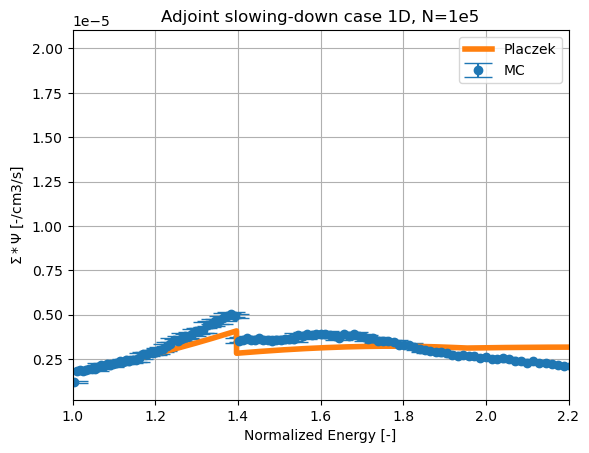 Adjoint slowing-down case 1D, N=1e5
1e−5
Placzek
MC
2.00
1.75
1.50
1.25
1.00
0.75
0.50
0.25
Σ * Ψ [-/cm3/s]
1.0 1.2 1.4 1.6 1.8 2.0 2.2
Normalized Energy [-]